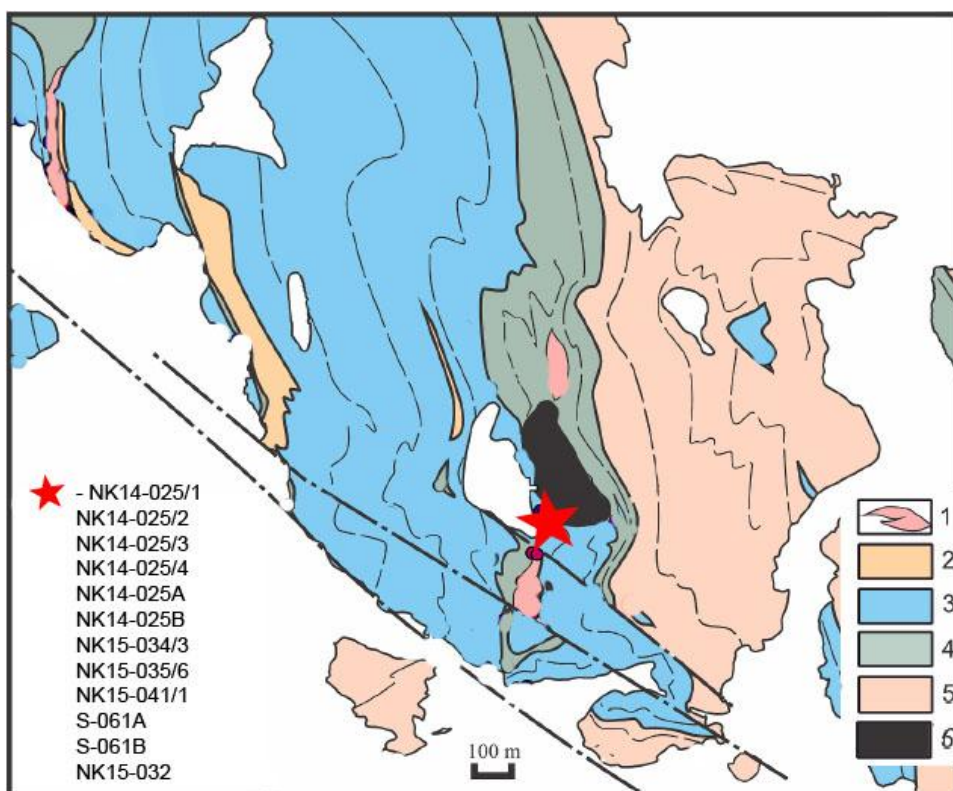 - NK14-025/1
NK14-025/2
NK14-025/3
NK14-025/4
NK14-025A
NK14-025B
NK15-034/3
NK15-035/6
NK15-041/1
S-061A
S-061B
NK15-032
100 m
1
2
3
4
5
6